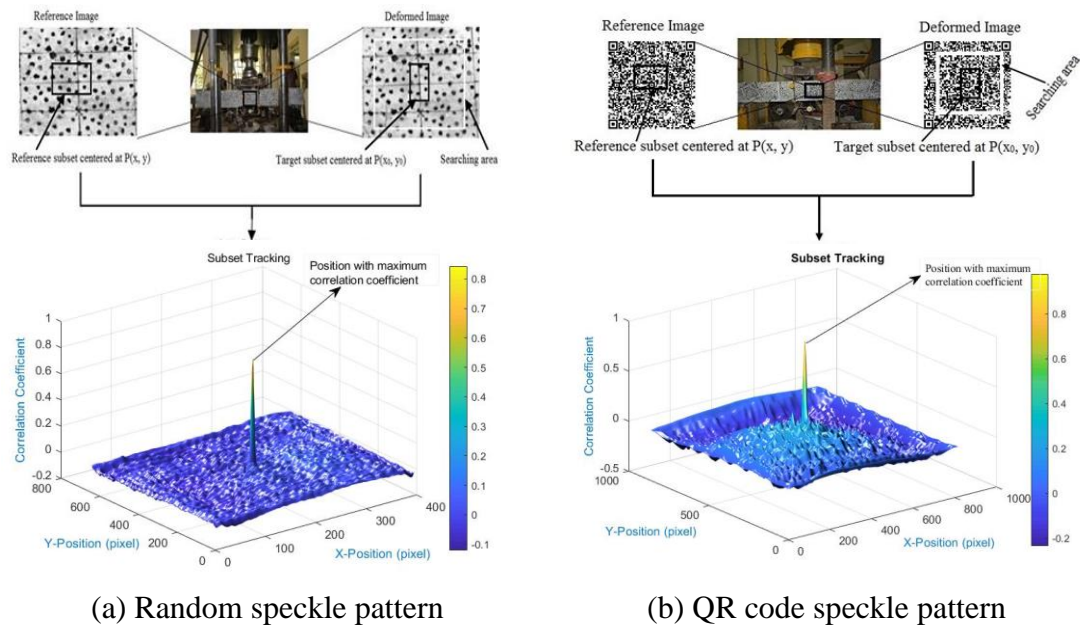 Reference Image
Deformed Image
Reference subset centered at P(x, y)
Target subset centered at P(x₀, y₀)
Searching area
Subset Tracking
Position with maximum
correlation coefficient
Correlation Coefficient
1
0.8
0.6
0.4
0.2
0
-0.2
800
600
400
200
0
Y-Position (pixel)
0
100
200
300
400
X-Position (pixel)
0.8
0.7
0.6
0.5
0.4
0.3
0.2
0.1
0
-0.1
(a) Random speckle pattern
Reference Image
Deformed Image
Searching area
Reference subset centered at P(x, y)
Target subset centered at P(x₀, y₀)
Subset Tracking
Position with maximum
correlation coefficient
Correlation Coefficient
1
0.5
0
-0.5
1000
500
0
Y-Position (pixel)
0
200
400
600
800
1000
X-Position (pixel)
0.8
0.6
0.4
0.2
0
-0.2
(b) QR code speckle pattern